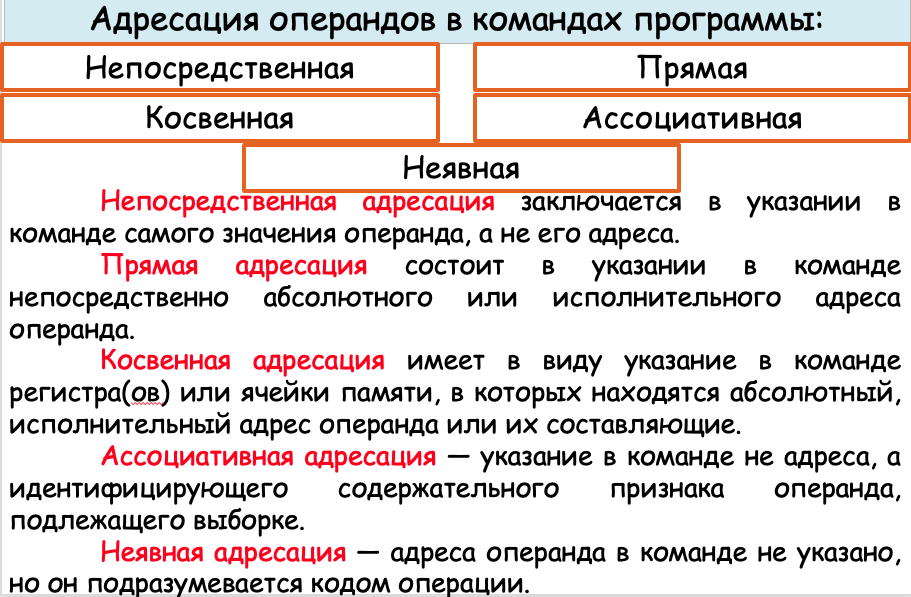 Адресация операндов в командах программы:
Непосредственная
Прямая
Косвенная
Ассоциативная
Неявная
Непосредственная адресация заключается в указании в
команде самого значения операнда, а не его адреса.
Прямая адресация состоит в указании в команде
непосредственно абсолютного или исполнительного адреса
операнда.
Косвенная адресация имеет в виду указание в команде
регистра(ов) или ячейки памяти, в которых находятся абсолютный,
исполнительный адрес операнда или их составляющие.
Ассоциативная адресация — указание в команде не адреса, а
идентифицирующего содержательного признака операнда,
подлежащего выборке.
Неявная адресация — адреса операнда в команде не указано,
но он подразумевается кодом операции.